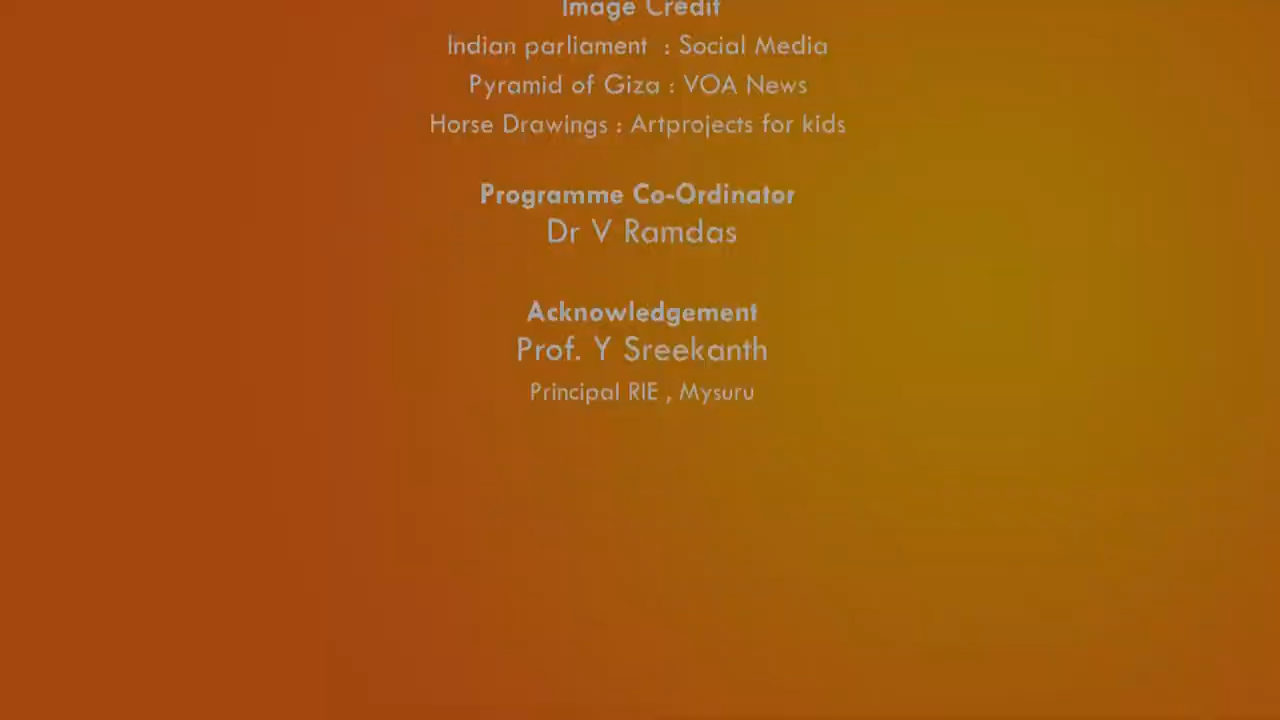 Image Credit
Indian parliament : Social Media
Pyramid of Giza : VOA News
Horse Drawings : Artprojects for kids
Programme Co-Ordinator
Dr V Ramdas
Acknowledgement
Prof. Y Sreekanth
Principal RIE , Mysuru